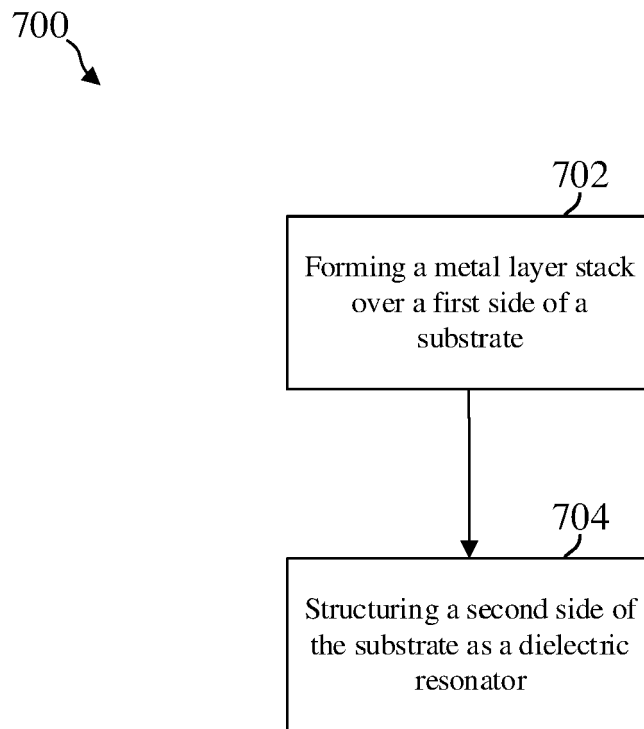 700
702
Forming a metal layer stack
over a first side of a
substrate
704
Structuring a second side of
the substrate as a dielectric
resonator